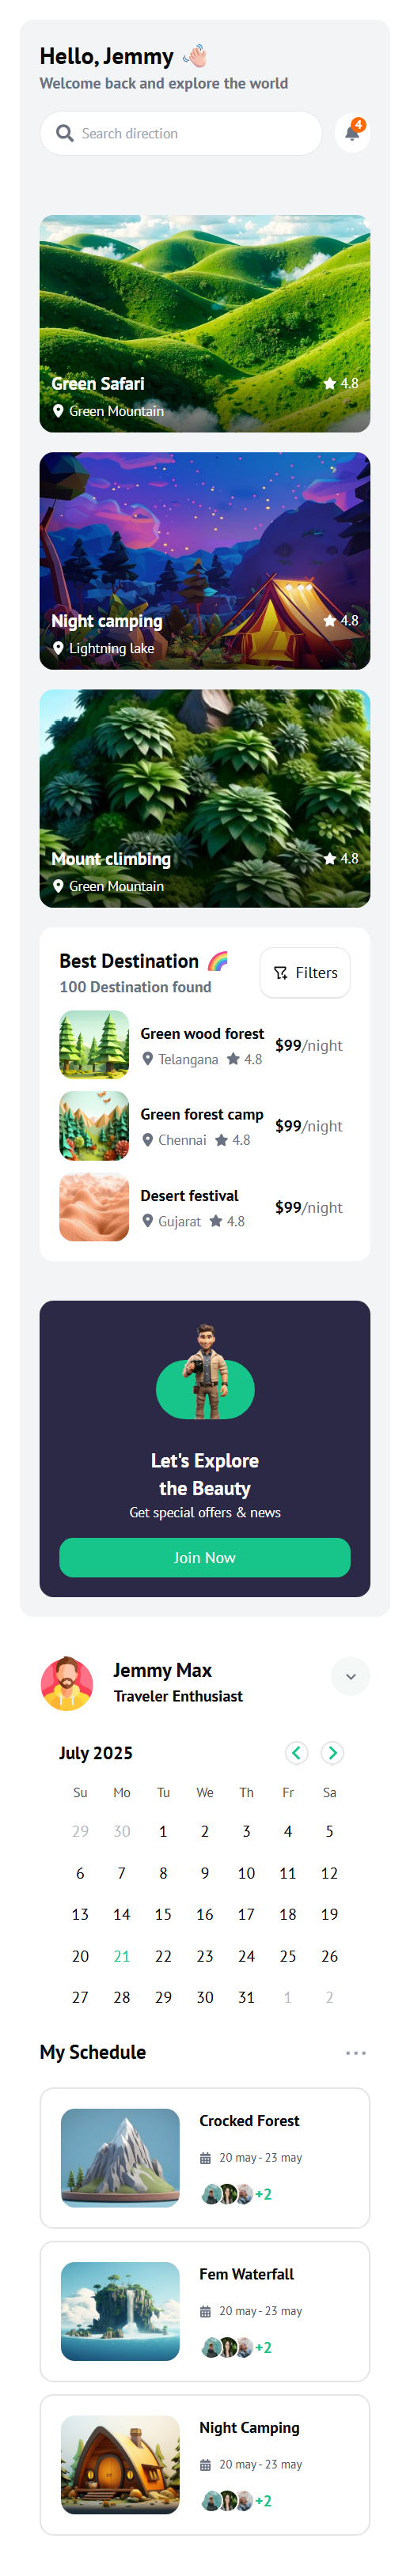 Hello, Jemmy
Welcome back and explore the world
Search direction
4
Green Safari
4.8
Green Mountain
Night camping
4.8
Lightning lake
Mount climbing
4.8
Green Mountain
Best Destination
100 Destination found
Filters
Green wood forest
Telangana 4.8
$99/night
Green forest camp
Chennai 4.8
$99/night
Desert festival
Gujarat 4.8
$99/night
Let's Explore
the Beauty
Get special offers & news
Join Now
Jemmy Max
Traveler Enthusiast
July 2025
Su Mo Tu We Th Fr Sa
29 30 1 2 3 4 5
6 7 8 9 10 11 12
13 14 15 16 17 18 19
20 21 22 23 24 25 26
27 28 29 30 31 1 2
My Schedule
Crocked Forest
20 may - 23 may
+2
Fem Waterfall
20 may - 23 may
+2
Night Camping
20 may - 23 may
+2